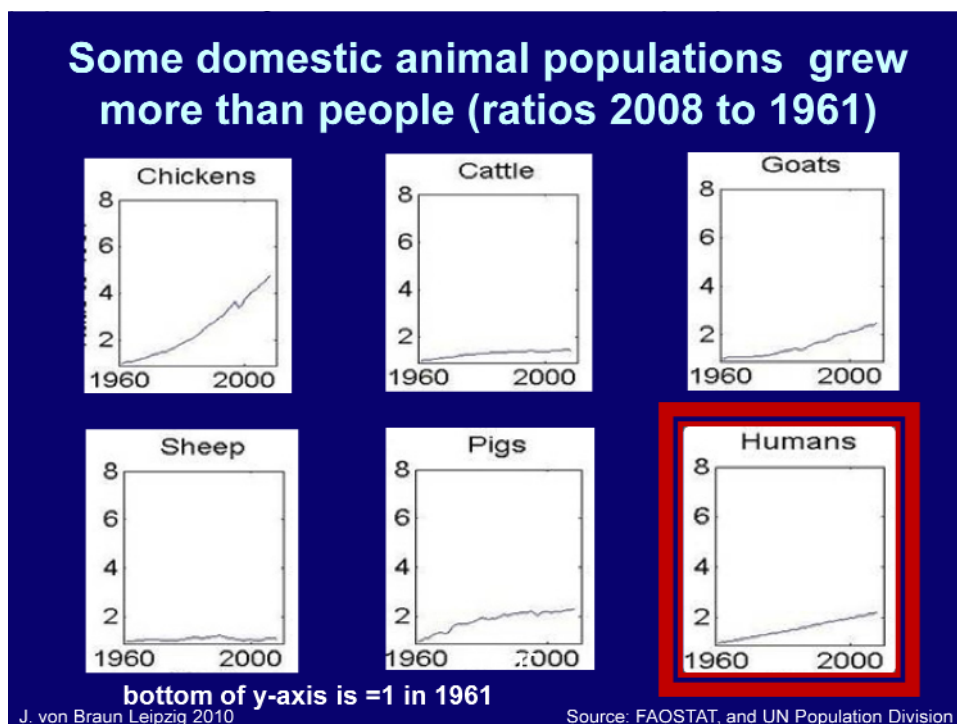 Some domestic animal populations grew
more than people (ratios 2008 to 1961)
Chickens
8
6
4
2
1960 2000
Cattle
8
6
4
2
1960 2000
Goats
8
6
4
2
1960 2000
Sheep
8
6
4
2
1960 2000
Pigs
8
6
4
2
1960 2000
Humans
8
6
4
2
1960 2000
bottom of y-axis is =1 in 1961
J. von Braun Leipzig 2010
Source: FAOSTAT, and UN Population Division